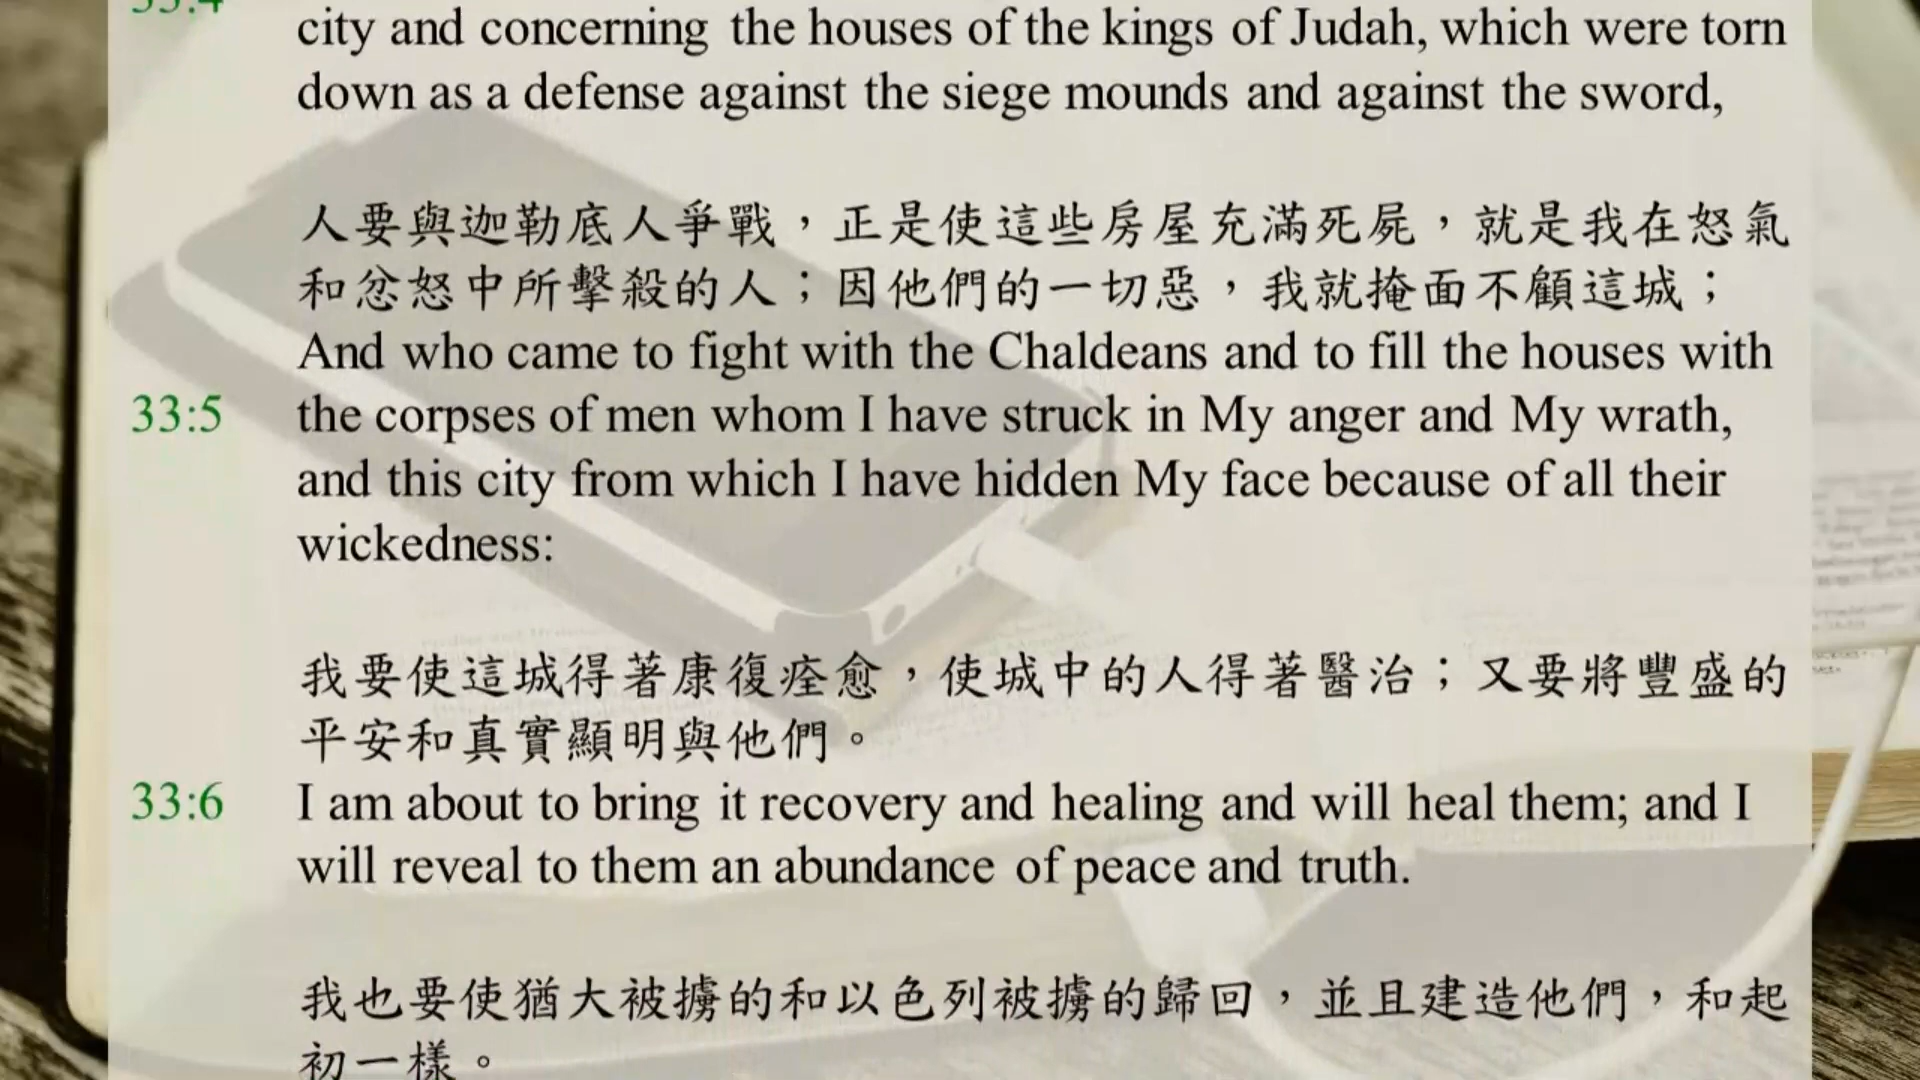 city and concerning the houses of the kings of Judah, which were torn
down as a defense against the siege mounds and against the sword,
人要與迦勒底人爭戰，正是使這些房屋充滿死屍，就是我在怒氣
和忿怒中所擊殺的人；因他們的一切惡，我就掩面不顧這城；
And who came to fight with the Chaldeans and to fill the houses with
33:5 the corpses of men whom I have struck in My anger and My wrath,
and this city from which I have hidden My face because of all their
wickedness:
我要使這城得著康復痊愈，使城中的人得著醫治；又要將豐盛的
平安和真實顯明與他們。
33:6 I am about to bring it recovery and healing and will heal them; and I
will reveal to them an abundance of peace and truth.
我也要使猶大被擄的和以色列被擄的歸回，並且建造他們，和起
初一樣。